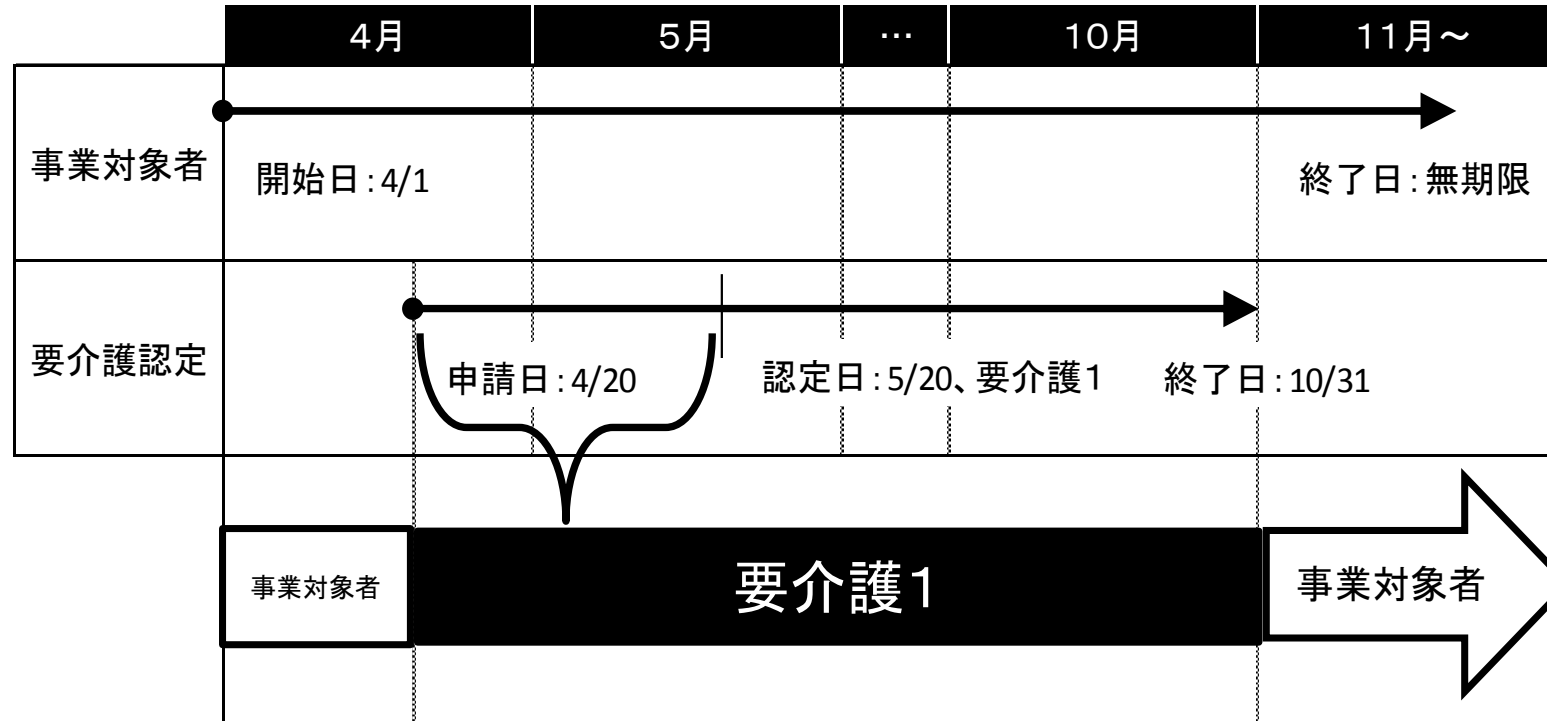 4月 5月 … 10月 11月～
事業対象者
開始日:4/1 終了日:無期限
要介護認定
申請日:4/20 認定日:5/20、要介護1 終了日:10/31
事業対象者 要介護1 事業対象者